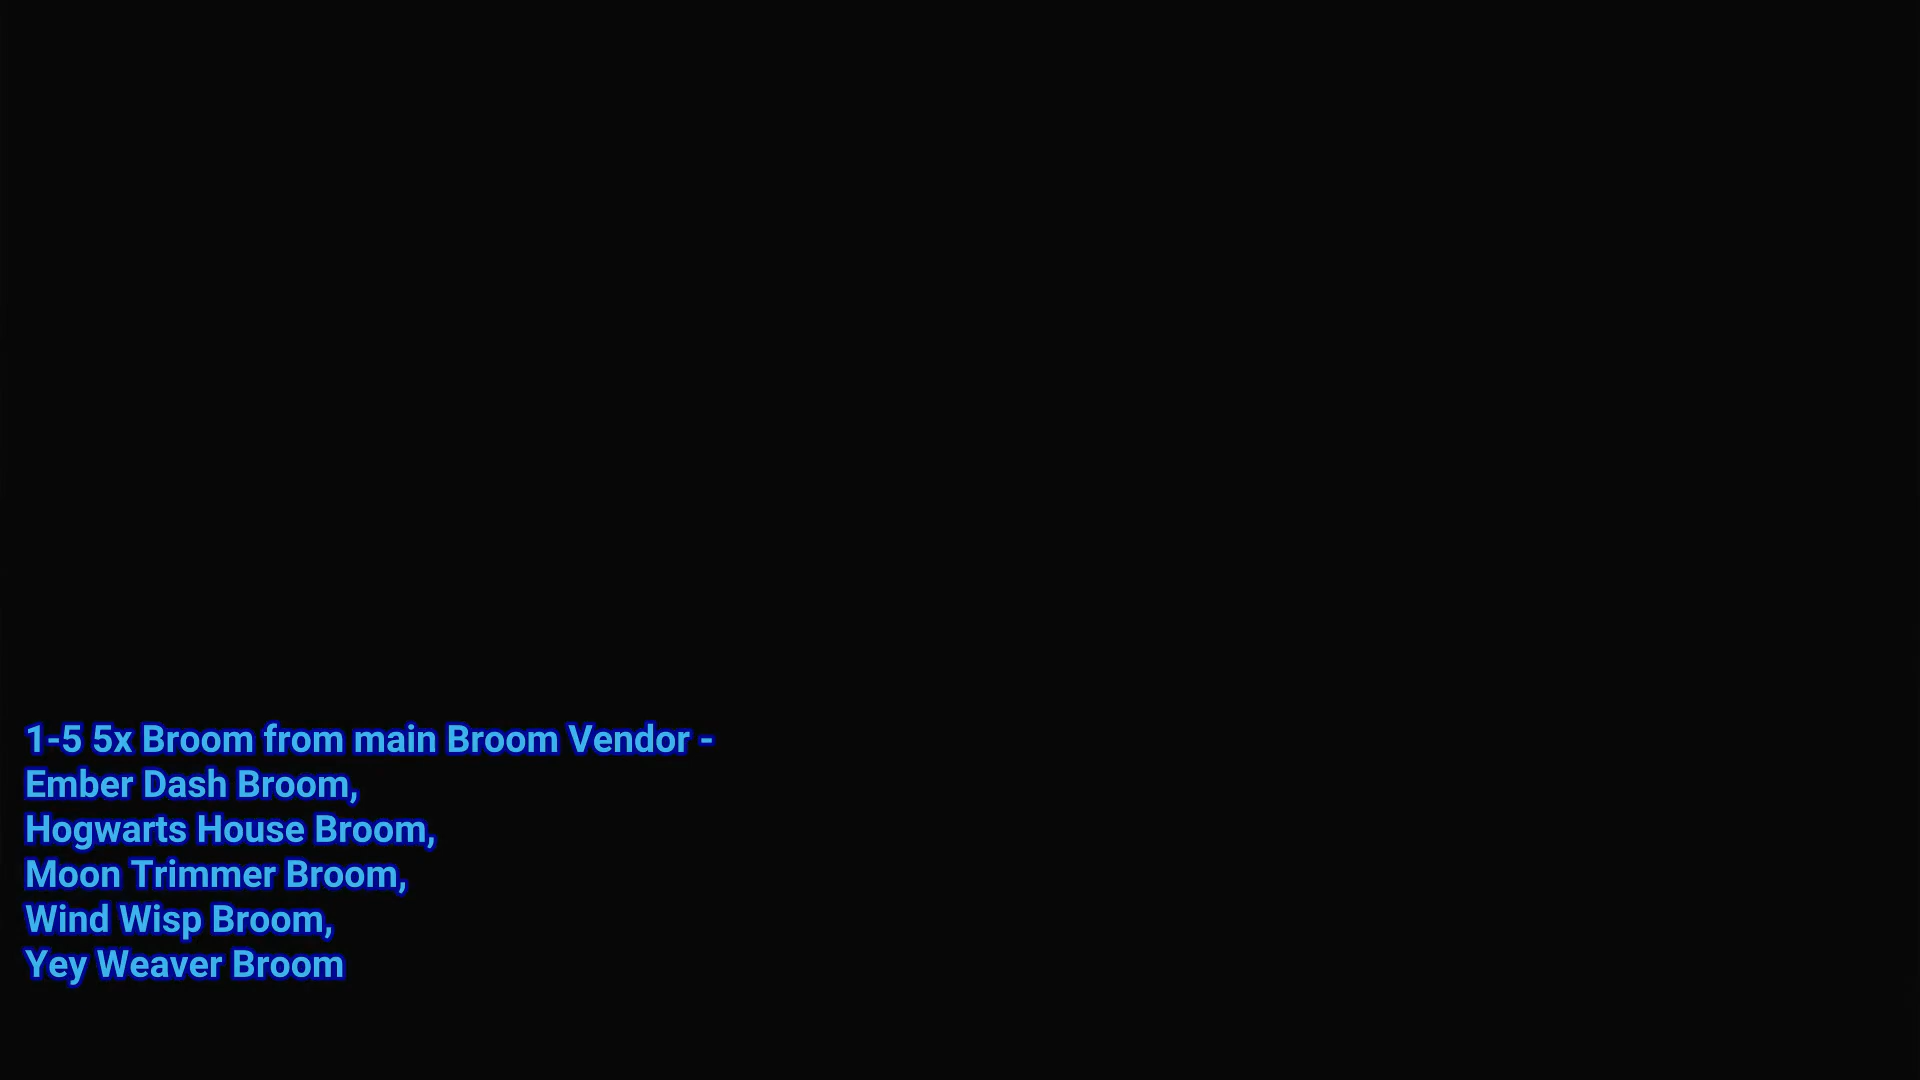 1-5 5x Broom from main Broom Vendor -
Ember Dash Broom,
Hogwarts House Broom,
Moon Trimmer Broom,
Wind Wisp Broom,
Yey Weaver Broom